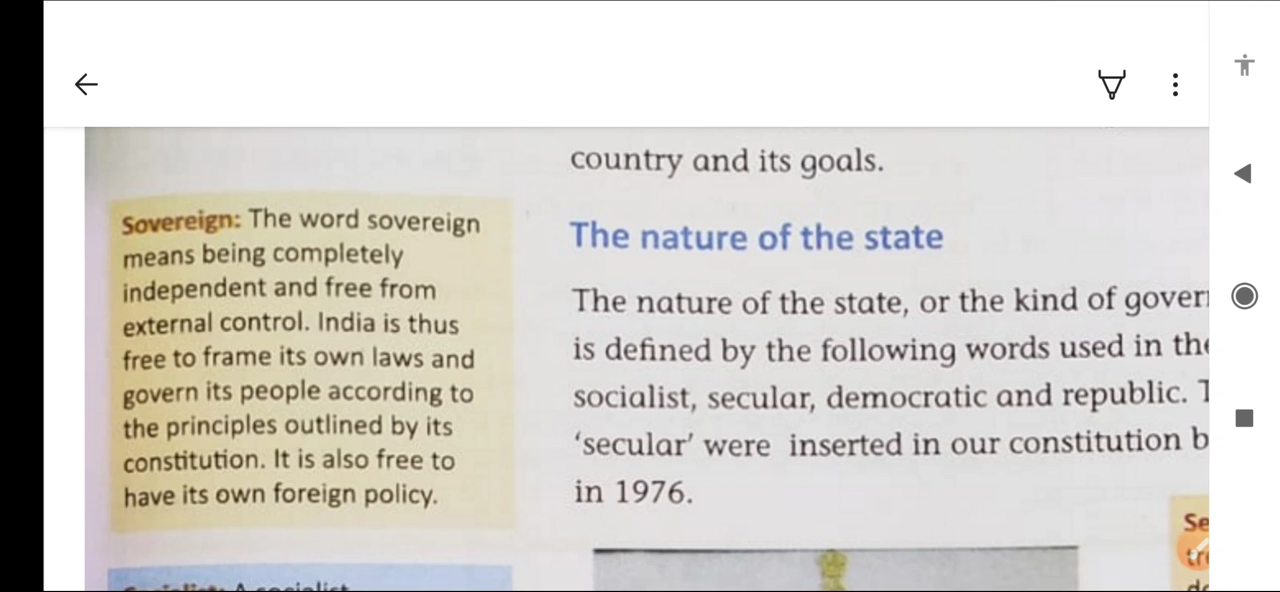 country and its goals.
Sovereign: The word sovereign
means being completely
independent and free from
external control. India is thus
free to frame its own laws and
govern its people according to
the principles outlined by its
constitution. It is also free to
have its own foreign policy.
The nature of the state
The nature of the state, or the kind of
is defined by the following words used in
socialist, secular, democratic and republic.
‘secular’ were inserted in our constitution
in 1976.
A socialist